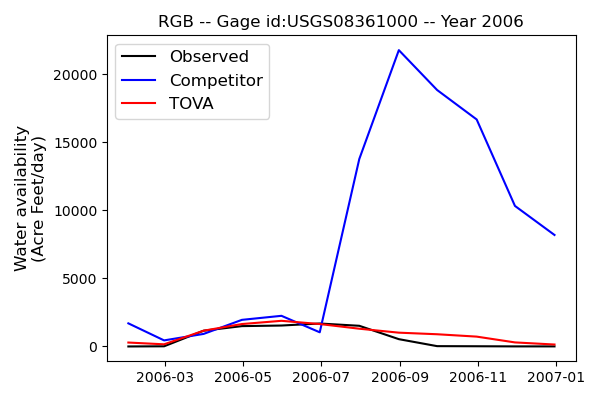 RGB -- Gage id:USGS08361000 -- Year 2006
Observed
Competitor
TOVA
Water availability
(Acre Feet/day)
20000
15000
10000
5000
0
2006-03 2006-05 2006-07 2006-09 2006-11 2007-01